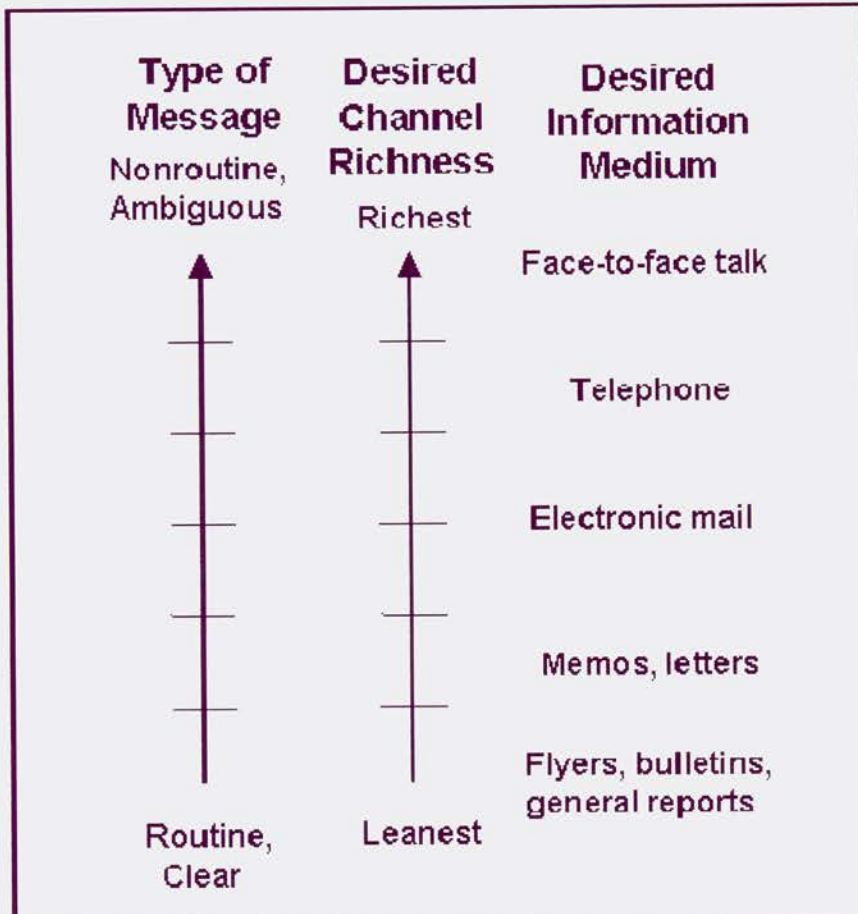 Type of
Message
Nonroutine,
Ambiguous
Desired
Channel
Richness
Richest
Desired
Information
Medium
Face-to-face talk
Telephone
Electronic mail
Memos, letters
Flyers, bulletins,
general reports
Routine,
Clear
Leanest